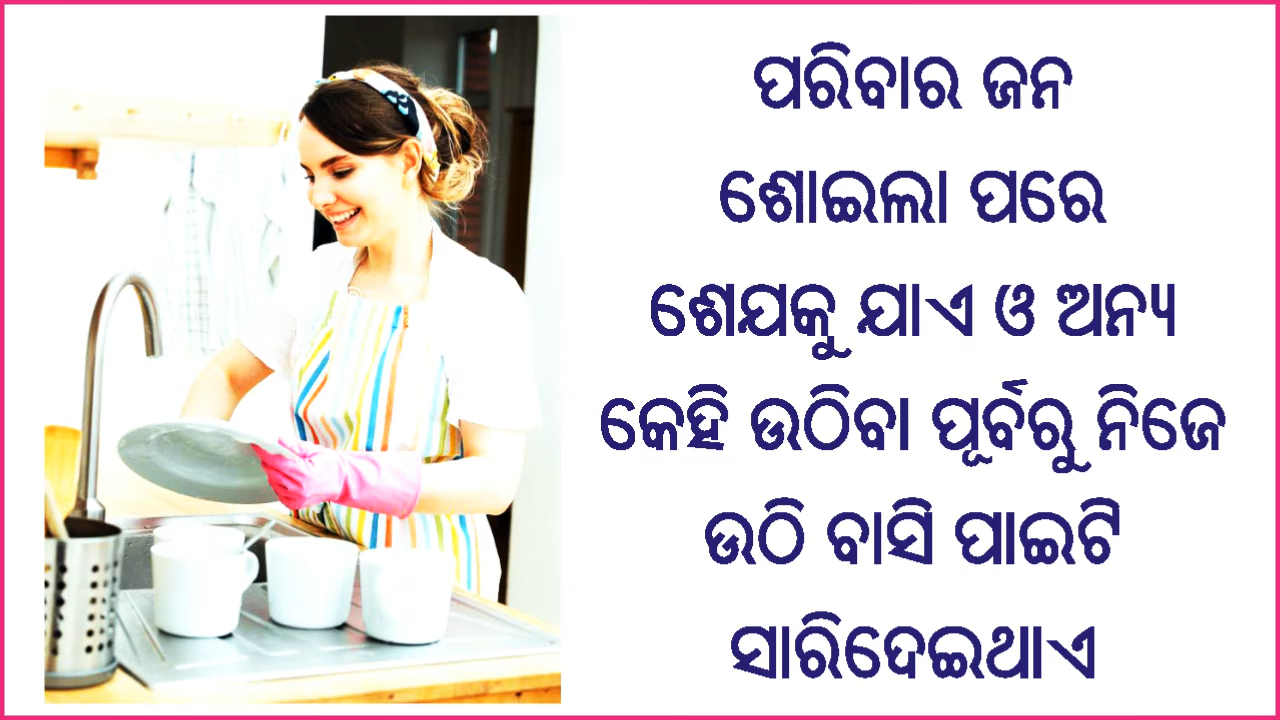 ପରିବାର ଜନ
ଶୋଇଲା ପରେ
ଶେଯକୁ ଯାଏ ଓ ଅନ୍ୟ
କେହି ଉଠିବା ପୂର୍ବରୁ ନିଜେ
ଉଠି ବାସି ପାଇଟି
ସାରିଦେଇଥାଏ